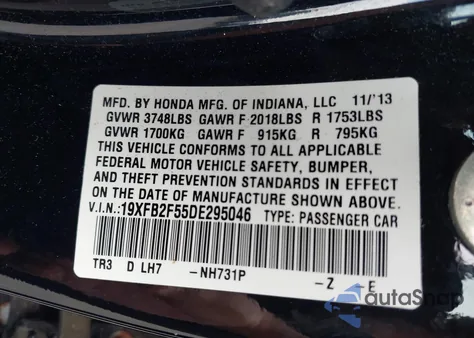 MFD. BY HONDA MFG. OF INDIANA, LLC 11/'13
GVWR 3748LBS GAWR F 2018LBS R 1753LBS
GVWR 1700KG GAWR F 915KG R 795KG
THIS VEHICLE CONFORMS TO ALL APPLICABLE
FEDERAL MOTOR VEHICLE SAFETY, BUMPER,
AND THEFT PREVENTION STANDARDS IN EFFECT
ON THE DATE OF MANUFACTURE SHOWN ABOVE.
V.I.N.:19XFB2F55DE295046 TYPE: PASSENGER CAR
TR3 D LH7 -NH731P -Z E
autoSnap